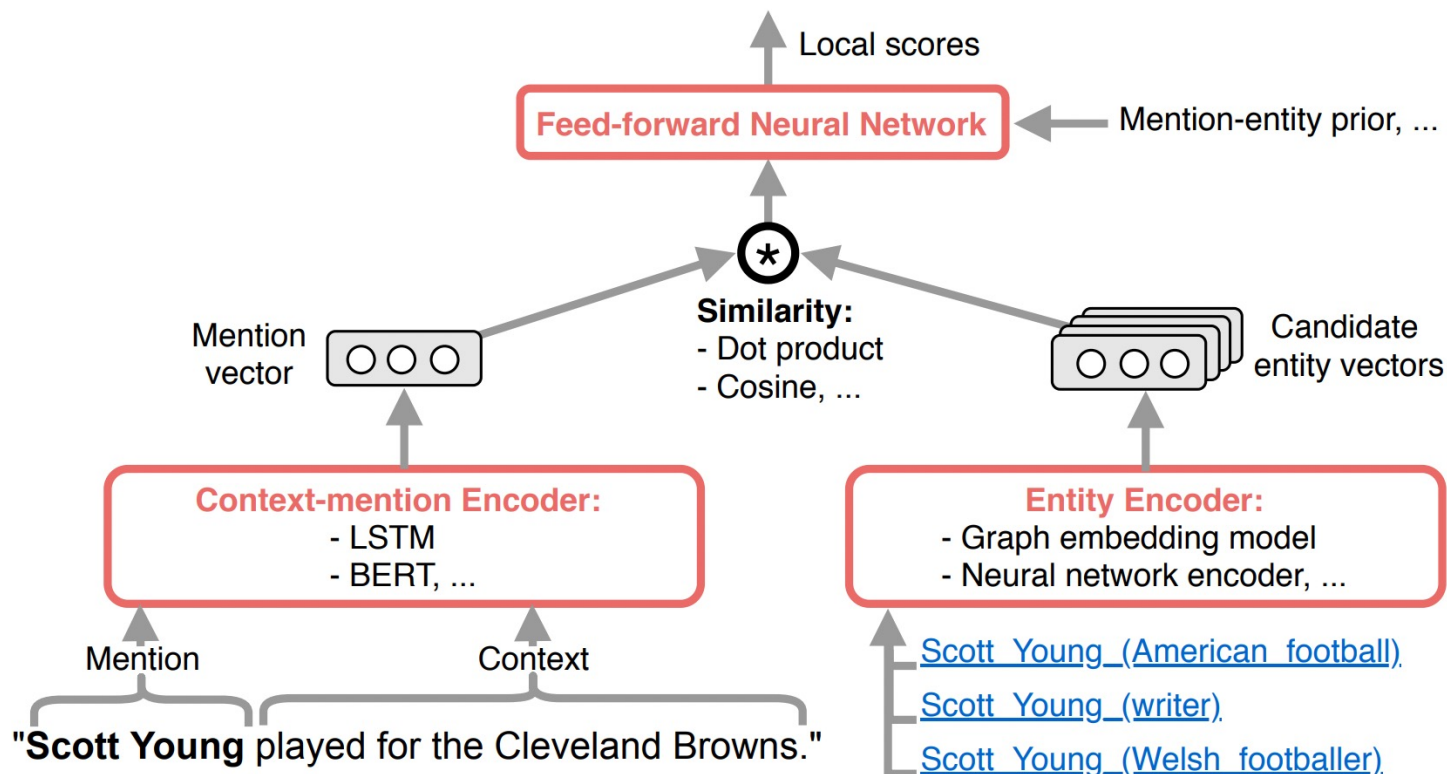 Local scores
Feed-forward Neural Network
Mention-entity prior, ...
*
Mention
vector
Similarity:
- Dot product
- Cosine, ...
Candidate
entity vectors
Context-mention Encoder:
- LSTM
- BERT, ...
Entity Encoder:
- Graph embedding model
- Neural network encoder, ...
Mention
Context
"Scott Young played for the Cleveland Browns."
Scott_Young_(American_football)
Scott_Young_(writer)
Scott_Young_(Welsh_footballer)